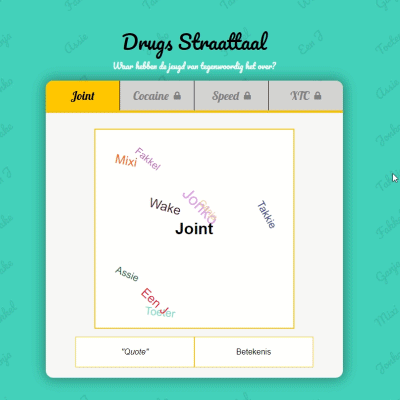 Drugs Straattaal
Waar hebben de jeugd van tegenwoordig het over?
Joint
Cocaine
Speed
XTC
Fakkel
Mixi
Jonko
Wake
Takkie
Joint
Assie
Een J
Toeter
"Quote"
Betekenis